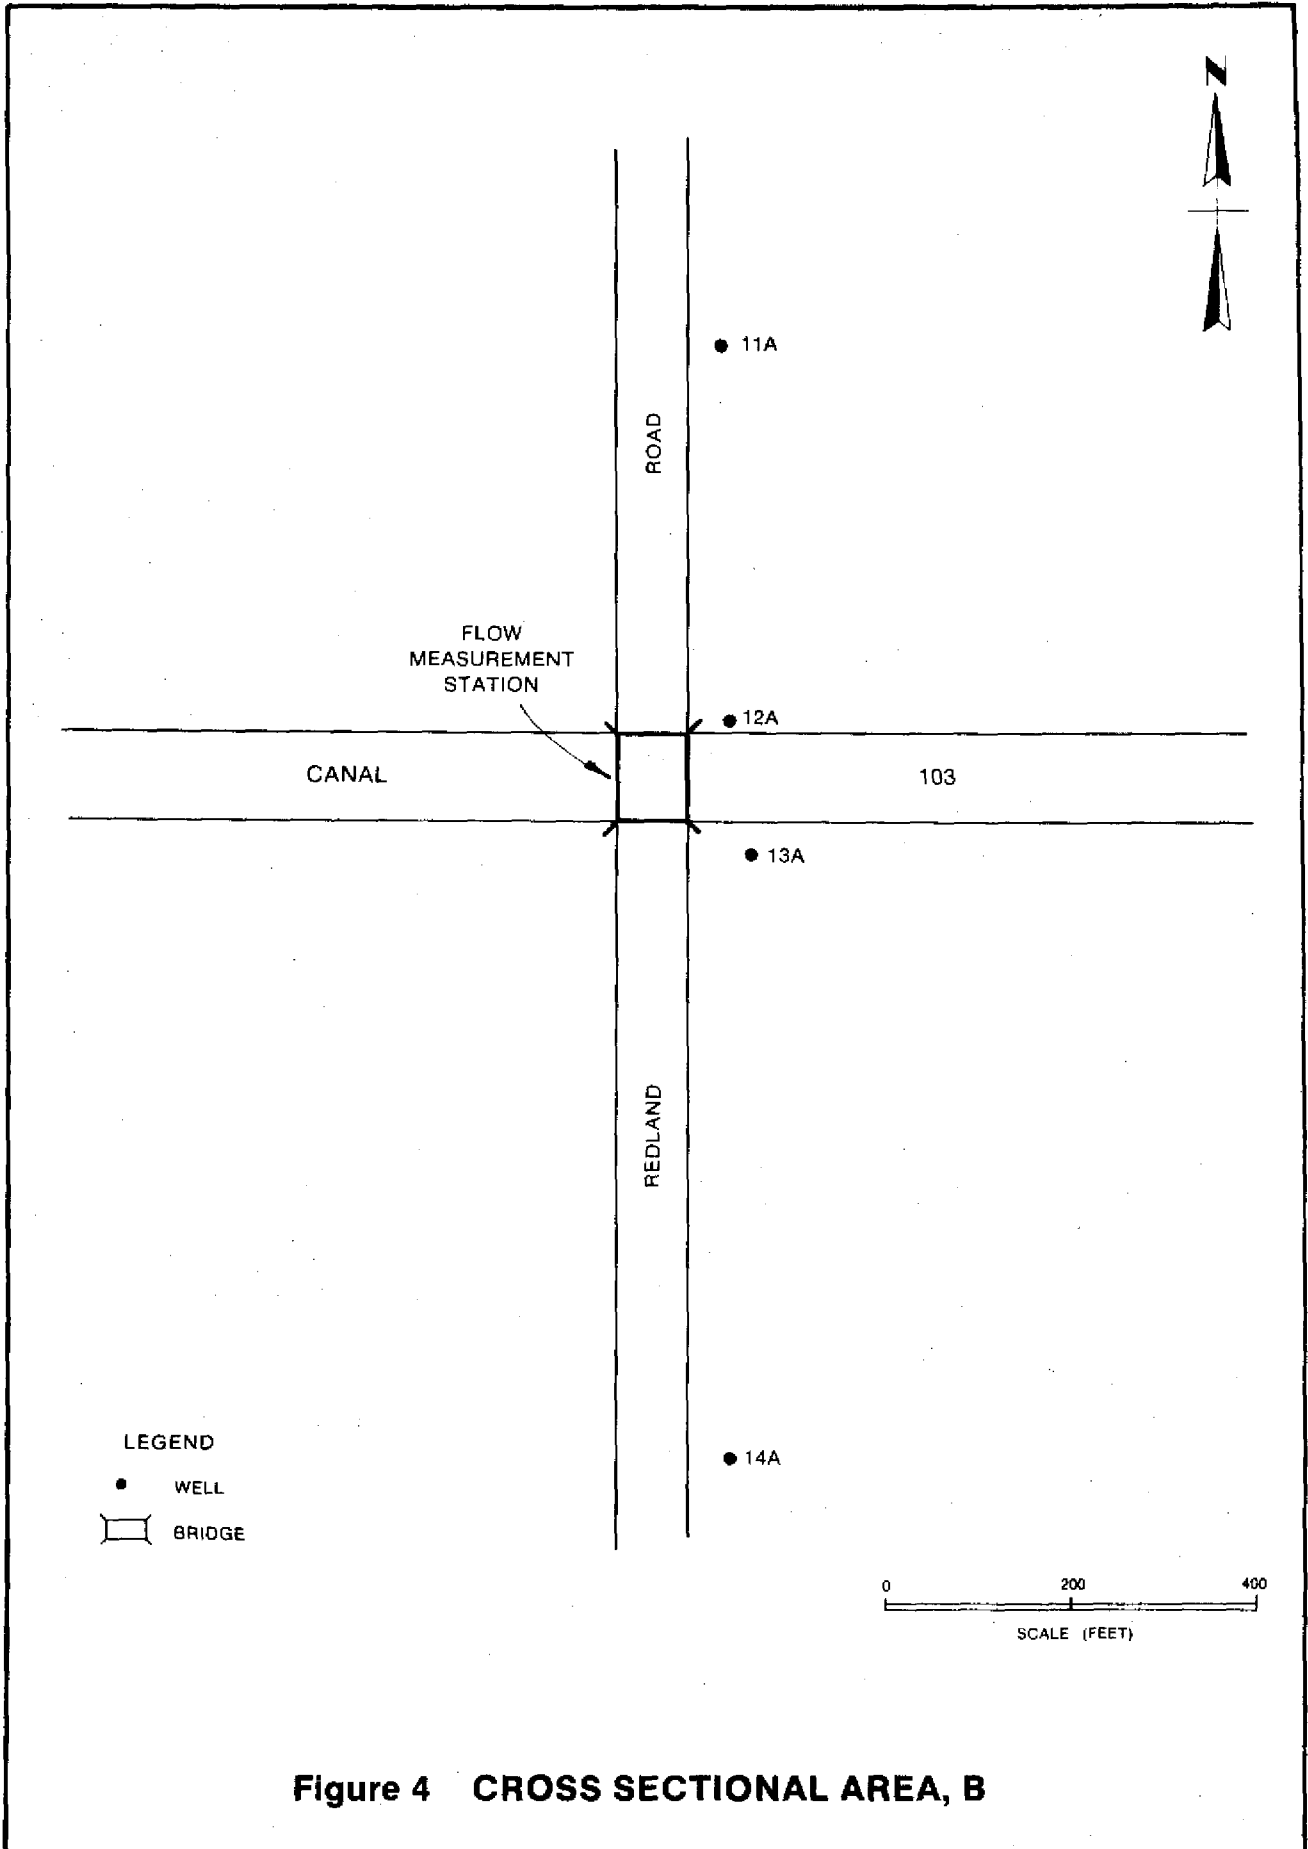 N
11A
ROAD
FLOW
MEASUREMENT
STATION
12A
CANAL
103
13A
REDLAND
14A
LEGEND
WELL
BRIDGE
0 200 400
SCALE (FEET)
Figure 4 CROSS SECTIONAL AREA, B